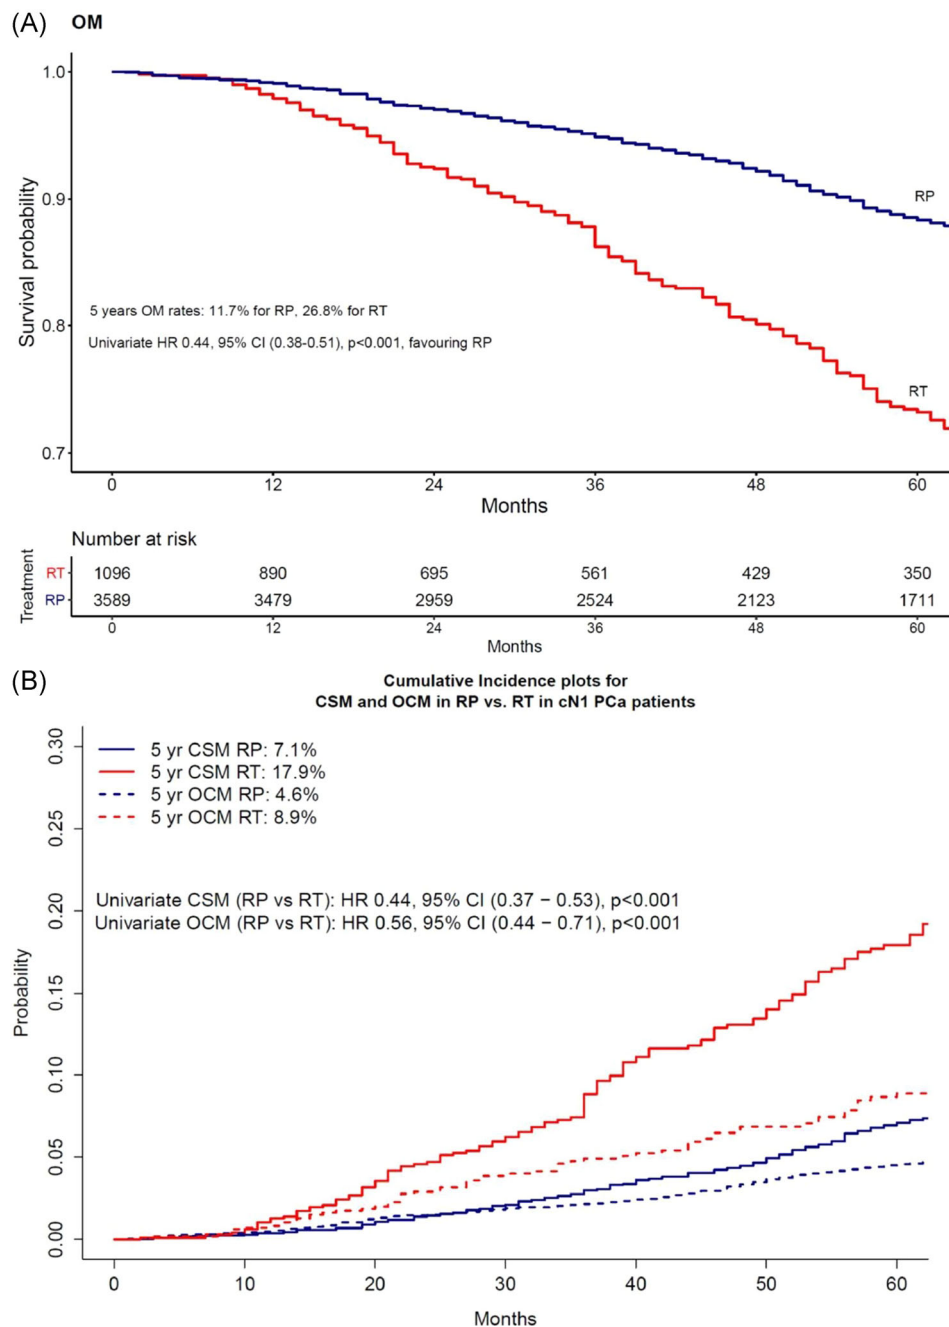 (A) OM
1.0
0.9
0.8
0.7
Survival probability
RP
5 years OM rates: 11.7% for RP, 26.8% for RT
Univariate HR 0.44, 95% CI (0.38-0.51), p<0.001, favouring RP
RT
0 12 24 36 48 60
Months
Number at risk
Treatment
RT 1096 890 695 561 429 350
RP 3589 3479 2959 2524 2123 1711
0 12 24 36 48 60
Months
(B)
Cumulative Incidence plots for
CSM and OCM in RP vs. RT in cN1 PCa patients
5 yr CSM RP: 7.1%
5 yr CSM RT: 17.9%
5 yr OCM RP: 4.6%
5 yr OCM RT: 8.9%
Univariate CSM (RP vs RT): HR 0.44, 95% CI (0.37 − 0.53), p<0.001
Univariate OCM (RP vs RT): HR 0.56, 95% CI (0.44 − 0.71), p<0.001
0.30
0.25
0.20
0.15
0.10
0.05
0.00
Probability
0 10 20 30 40 50 60
Months